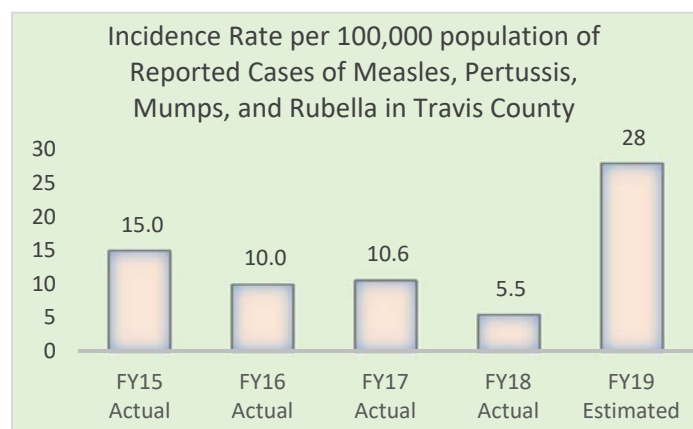 Incidence Rate per 100,000 population of
Reported Cases of Measles, Pertussis,
Mumps, and Rubella in Travis County
30
25
20
15
10
5
0
15.0
10.0
10.6
5.5
28
FY15 Actual
FY16 Actual
FY17 Actual
FY18 Actual
FY19 Estimated